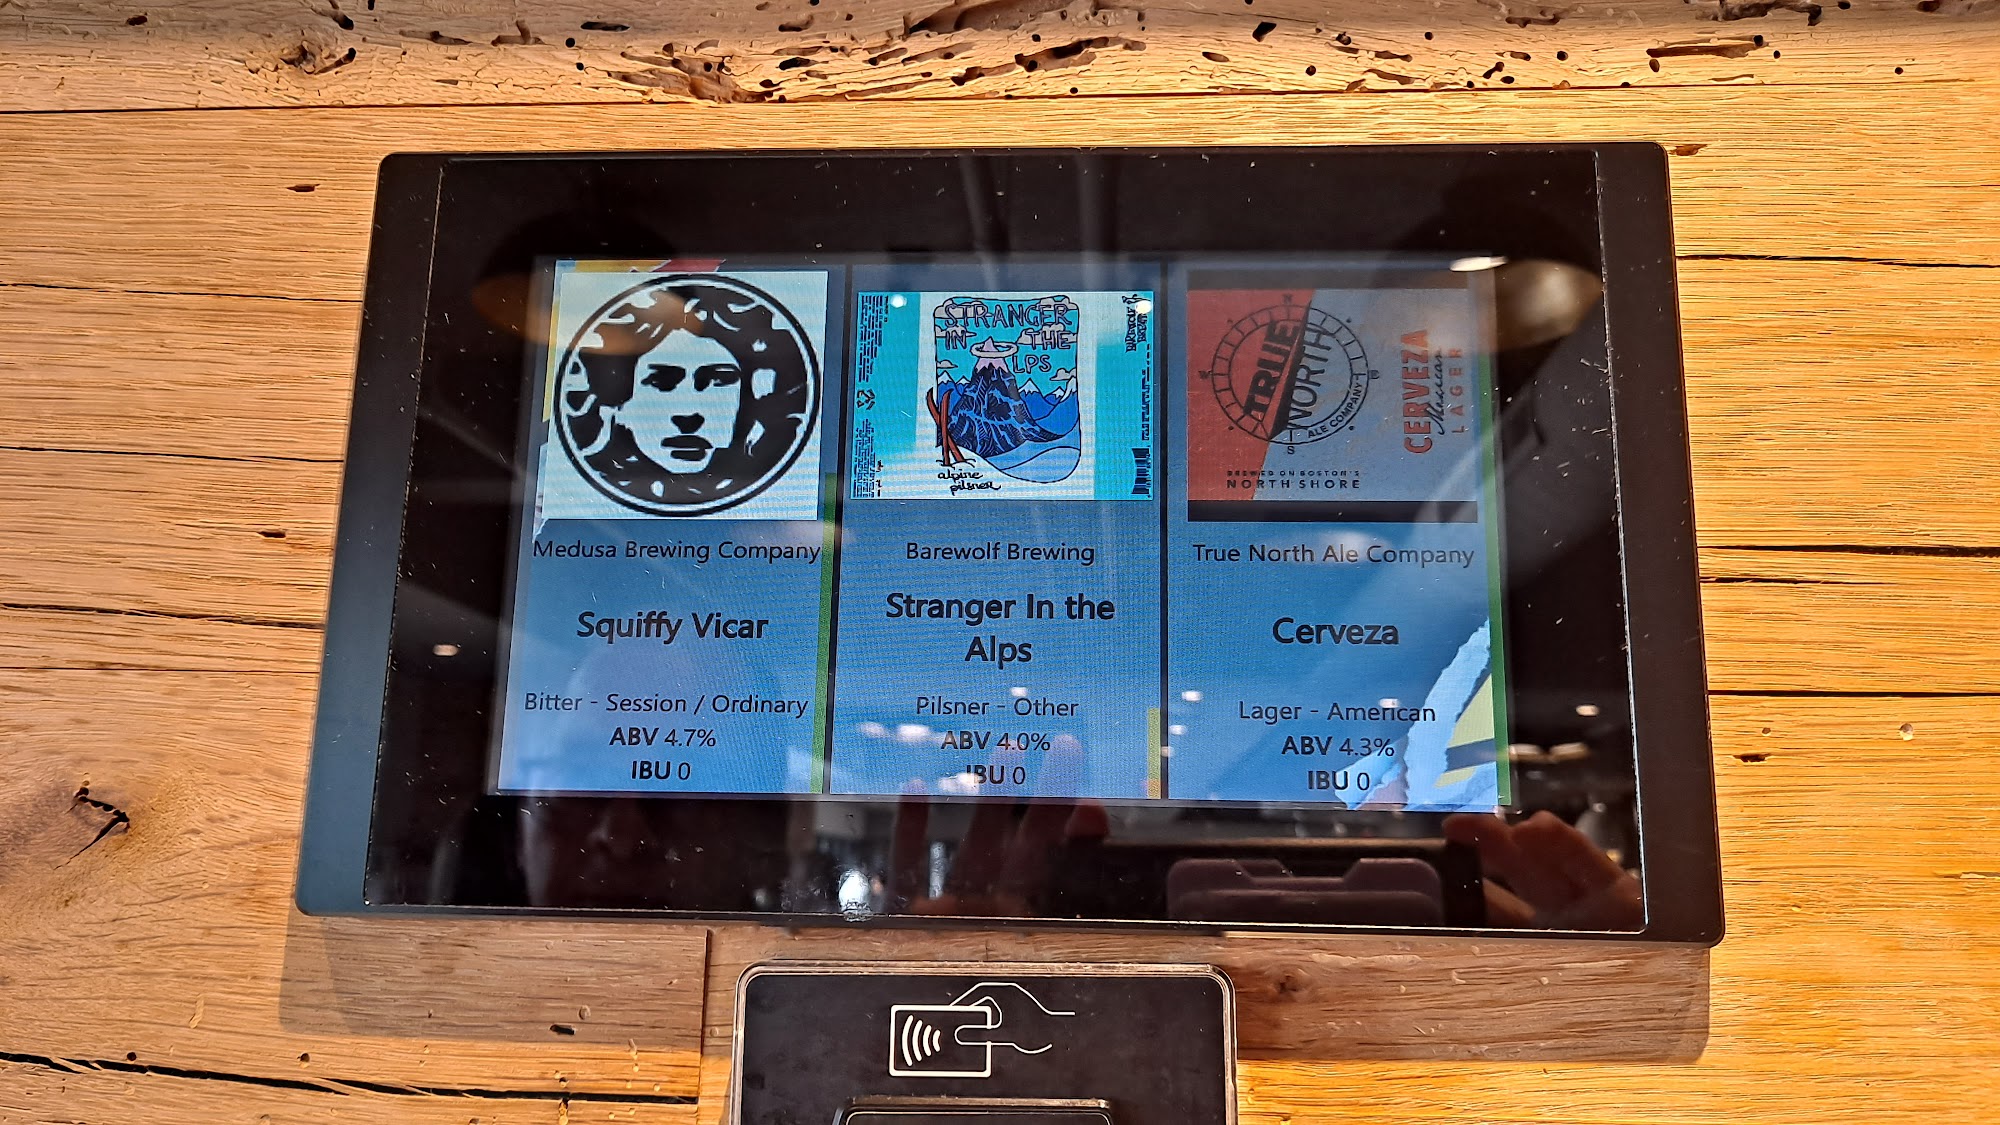 STRANGER
IN THE
LPS
alpine
pilsner
TRUE
NORTH
ALE COMPANY
N
S
BREWED ON BOSTON'S
NORTH SHORE
CERVEZA
Mexican
LAGER
Medusa Brewing Company
Squiffy Vicar
Bitter - Session / Ordinary
ABV 4.7%
IBU 0
Barewolf Brewing
Stranger In the
Alps
Pilsner - Other
ABV 4.0%
IBU 0
True North Ale Company
Cerveza
Lager - American
ABV 4.3%
IBU 0